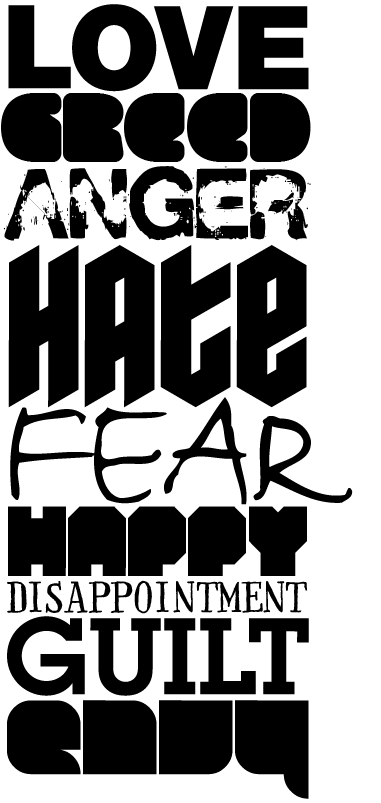 LOVE
GREED
ANGER
Hate
FEAR
HAPPY
DISAPPOINTMENT
GUILT
envy